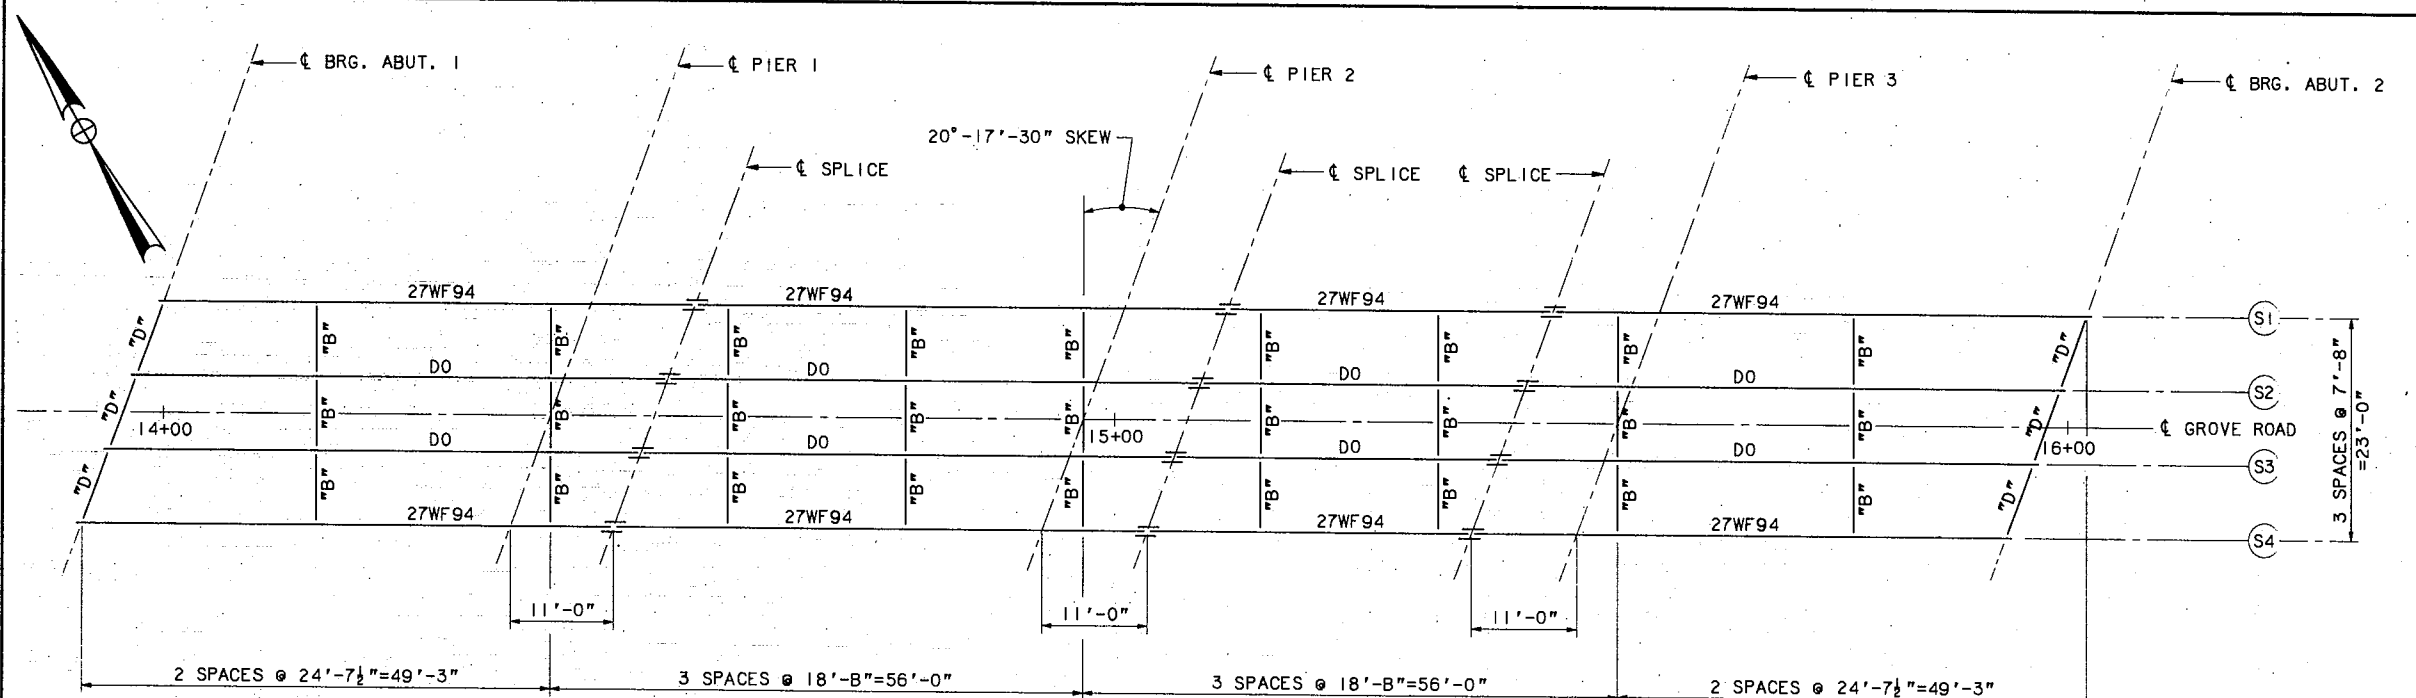 ℄ BRG. ABUT. 1
℄ PIER 1
℄ PIER 2
℄ PIER 3
℄ BRG. ABUT. 2
20°-17'-30" SKEW
℄ SPLICE
℄ SPLICE
℄ SPLICE
27WF94
27WF94
27WF94
27WF94
S1
"D"
"B"
"B"
"B"
"B"
"B"
"B"
"B"
"B"
"B"
"D"
DO
DO
DO
DO
S2
"D"
"B"
"B"
"B"
"B"
"B"
"B"
"B"
"B"
"B"
"D"
14+00
15+00
16+00
℄ GROVE ROAD
DO
DO
DO
DO
S3
"D"
"B"
"B"
"B"
"B"
"B"
"B"
"B"
"B"
"B"
"D"
27WF94
27WF94
27WF94
27WF94
S4
3 SPACES @ 7'-8"
=23'-0"
11'-0"
11'-0"
11'-0"
2 SPACES @ 24'-7½"=49'-3"
3 SPACES @ 18'-8"=56'-0"
3 SPACES @ 18'-8"=56'-0"
2 SPACES @ 24'-7½"=49'-3"